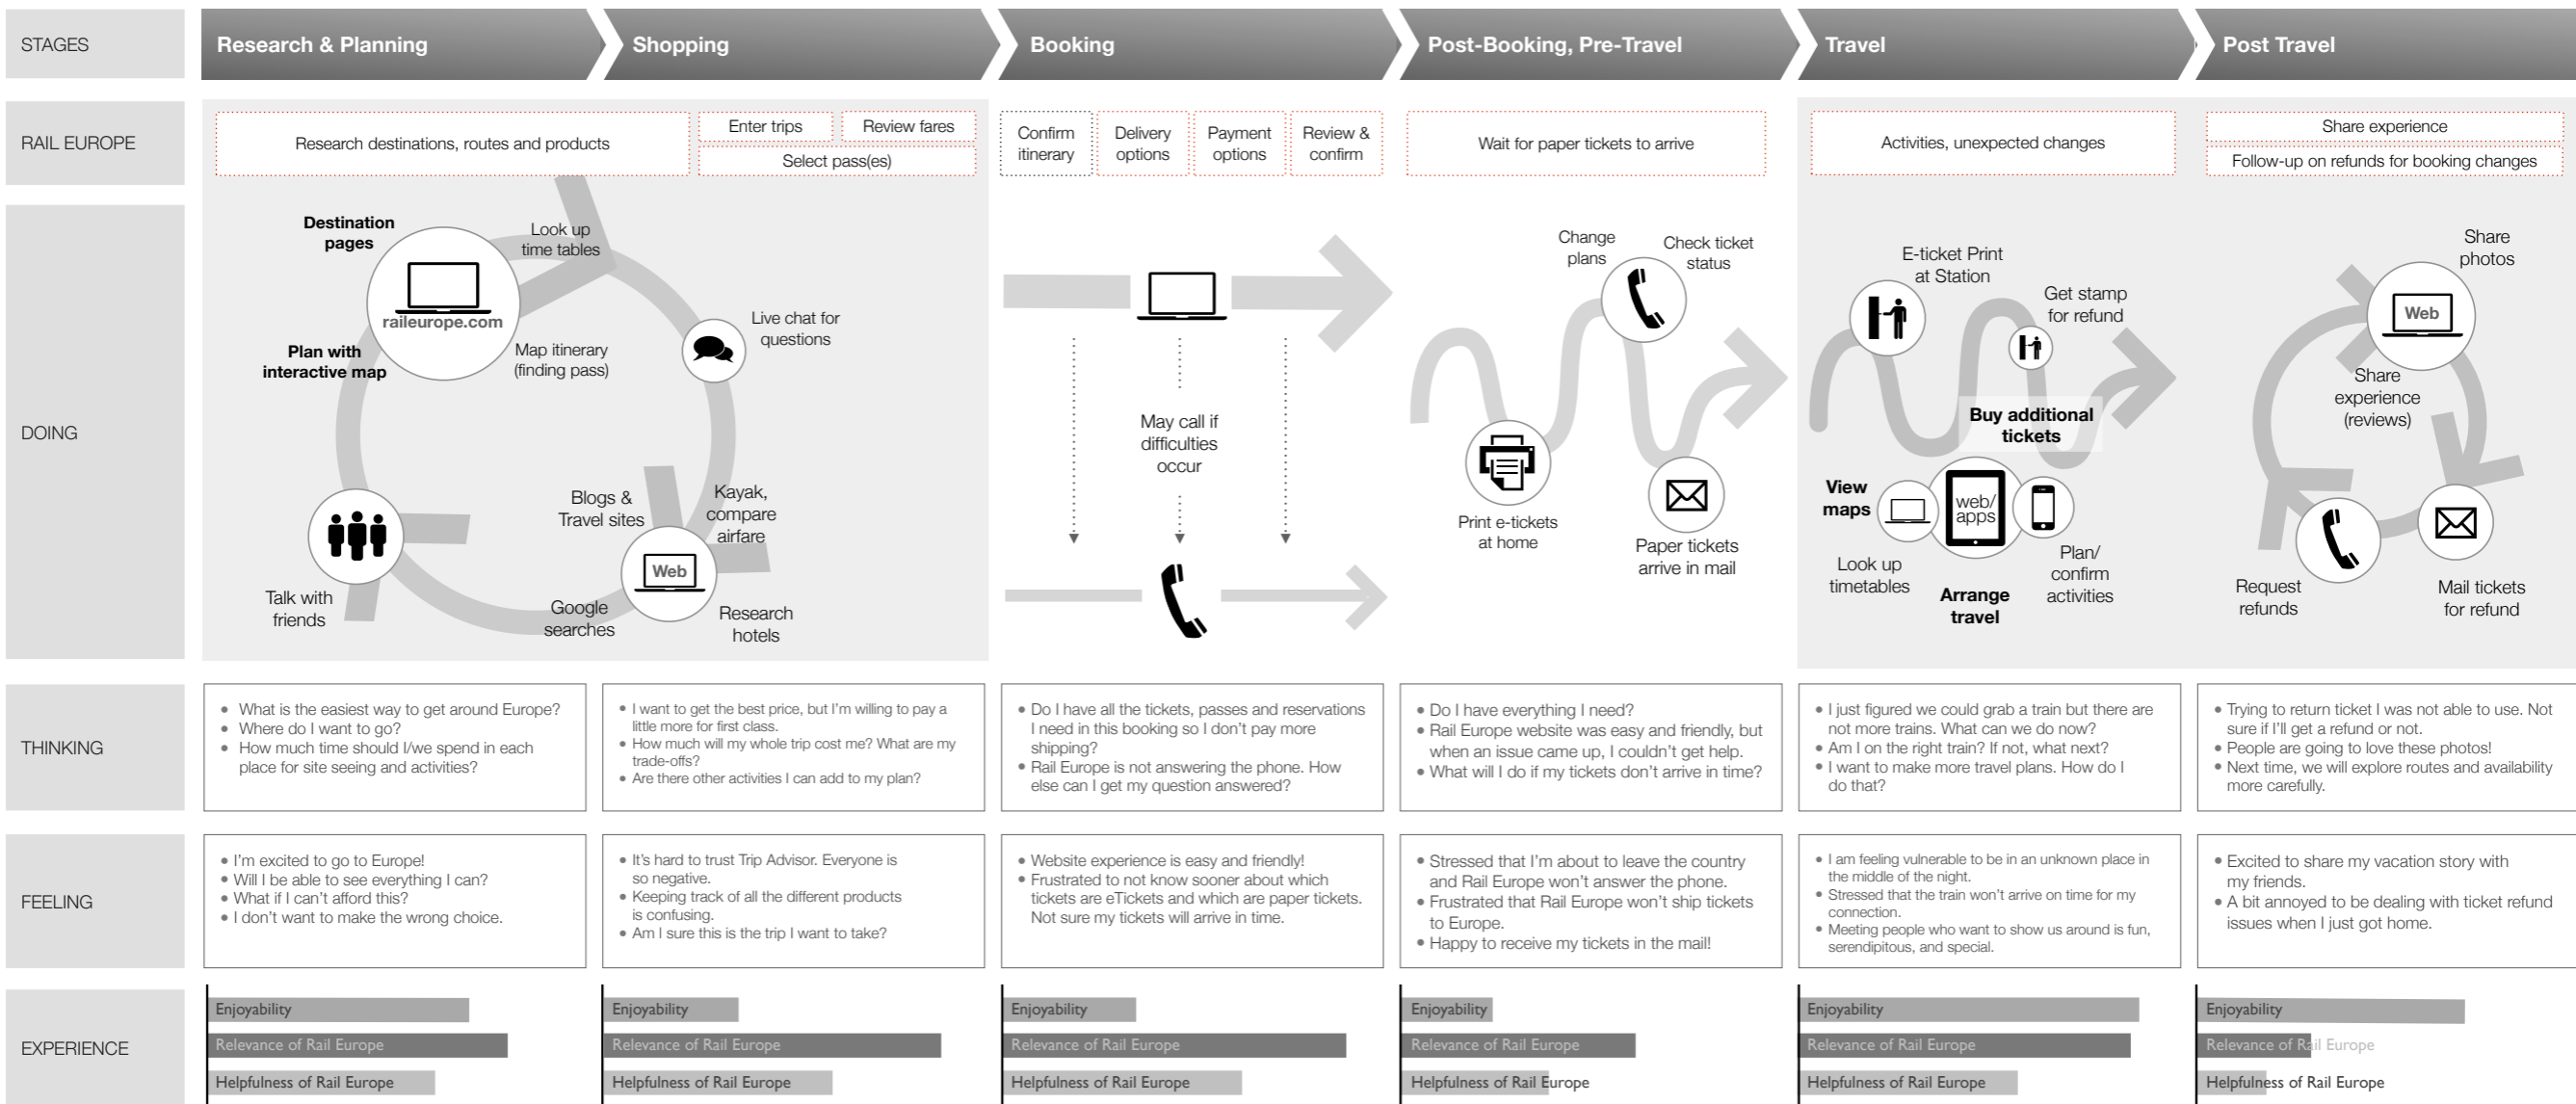 STAGES
Research & Planning
Shopping
Booking
Post-Booking, Pre-Travel
Travel
Post Travel
RAIL EUROPE
Research destinations, routes and products
Enter trips
Review fares
Select pass(es)
Confirm
itinerary
Delivery
options
Payment
options
Review &
confirm
Wait for paper tickets to arrive
Activities, unexpected changes
Share experience
Follow-up on refunds for booking changes
DOING
Destination
pages
Look up
time tables
raileurope.com
Plan with
interactive map
Map itinerary
(finding pass)
Live chat for
questions
Blogs &
Travel sites
Kayak,
compare
airfare
Web
Talk with
friends
Google
searches
Research
hotels
May call if
difficulties
occur
Change
plans
Check ticket
status
Print e-tickets
at home
Paper tickets
arrive in mail
E-ticket Print
at Station
Get stamp
for refund
Buy additional
tickets
View
maps
web/
apps
Look up
timetables
Arrange
travel
Plan/
confirm
activities
Share
photos
Web
Share
experience
(reviews)
Request
refunds
Mail tickets
for refund
THINKING
• What is the easiest way to get around Europe?
• Where do I want to go?
• How much time should I/we spend in each
place for site seeing and activities?
• I want to get the best price, but I'm willing to pay a
little more for first class.
• How much will my whole trip cost me? What are my
trade-offs?
• Are there other activities I can add to my plan?
• Do I have all the tickets, passes and reservations
I need in this booking so I don't pay more
shipping?
• Rail Europe is not answering the phone. How
else can I get my question answered?
• Do I have everything I need?
• Rail Europe website was easy and friendly, but
when an issue came up, I couldn't get help.
• What will I do if my tickets don't arrive in time?
• I just figured we could grab a train but there are
not more trains. What can we do now?
• Am I on the right train? If not, what next?
• I want to make more travel plans. How do I
do that?
• Trying to return ticket I was not able to use. Not
sure if I'll get a refund or not.
• People are going to love these photos!
• Next time, we will explore routes and availability
more carefully.
FEELING
• I'm excited to go to Europe!
• Will I be able to see everything I can?
• What if I can't afford this?
• I don't want to make the wrong choice.
• It's hard to trust Trip Advisor. Everyone is
so negative.
• Keeping track of all the different products
is confusing.
• Am I sure this is the trip I want to take?
• Website experience is easy and friendly!
• Frustrated to not know sooner about which
tickets are eTickets and which are paper tickets.
Not sure my tickets will arrive in time.
• Stressed that I'm about to leave the country
and Rail Europe won't answer the phone.
• Frustrated that Rail Europe won't ship tickets
to Europe.
• Happy to receive my tickets in the mail!
• I am feeling vulnerable to be in an unknown place in
the middle of the night.
• Stressed that the train won't arrive on time for my
connection.
• Meeting people who want to show us around is fun,
serendipitous, and special.
• Excited to share my vacation story with
my friends.
• A bit annoyed to be dealing with ticket refund
issues when I just got home.
EXPERIENCE
Enjoyability
Relevance of Rail Europe
Helpfulness of Rail Europe
Enjoyability
Relevance of Rail Europe
Helpfulness of Rail Europe
Enjoyability
Relevance of Rail Europe
Helpfulness of Rail Europe
Enjoyability
Relevance of Rail Europe
Helpfulness of Rail Europe
Enjoyability
Relevance of Rail Europe
Helpfulness of Rail Europe
Enjoyability
Relevance of Rail Europe
Helpfulness of Rail Europe